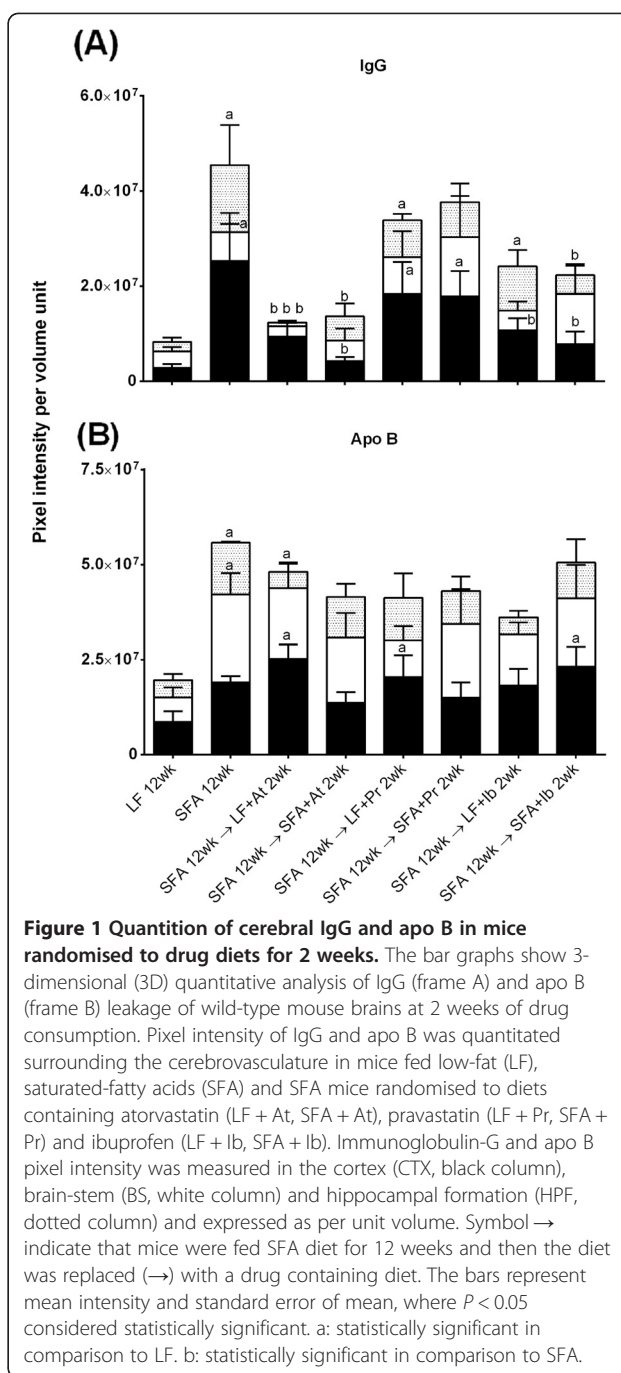 (A)
IgG
6.0×10⁷
4.0×10⁷
2.0×10⁷
0
a
a
b b b
b
b
a
a
a
a
b
b
b
Pixel intensity per volume unit
(B)
Apo B
7.5×10⁷
5.0×10⁷
2.5×10⁷
0
a
a
a
a
a
a
LF 12wk
SFA 12wk
SFA 12wk → LF+At 2wk
SFA 12wk → SFA+At 2wk
SFA 12wk → LF+Pr 2wk
SFA 12wk → SFA+Pr 2wk
SFA 12wk → LF+Ib 2wk
SFA 12wk → SFA+Ib 2wk
Figure 1 Quantition of cerebral IgG and apo B in mice
randomised to drug diets for 2 weeks. The bar graphs show 3-
dimensional (3D) quantitative analysis of IgG (frame A) and apo B
(frame B) leakage of wild-type mouse brains at 2 weeks of drug
consumption. Pixel intensity of IgG and apo B was quantitated
surrounding the cerebrovasculature in mice fed low-fat (LF),
saturated-fatty acids (SFA) and SFA mice randomised to diets
containing atorvastatin (LF + At, SFA + At), pravastatin (LF + Pr, SFA +
Pr) and ibuprofen (LF + Ib, SFA + Ib). Immunoglobulin-G and apo B
pixel intensity was measured in the cortex (CTX, black column),
brain-stem (BS, white column) and hippocampal formation (HPF,
dotted column) and expressed as per unit volume. Symbol →
indicate that mice were fed SFA diet for 12 weeks and then the diet
was replaced (→) with a drug containing diet. The bars represent
mean intensity and standard error of mean, where P < 0.05
considered statistically significant. a: statistically significant in
comparison to LF. b: statistically significant in comparison to SFA.